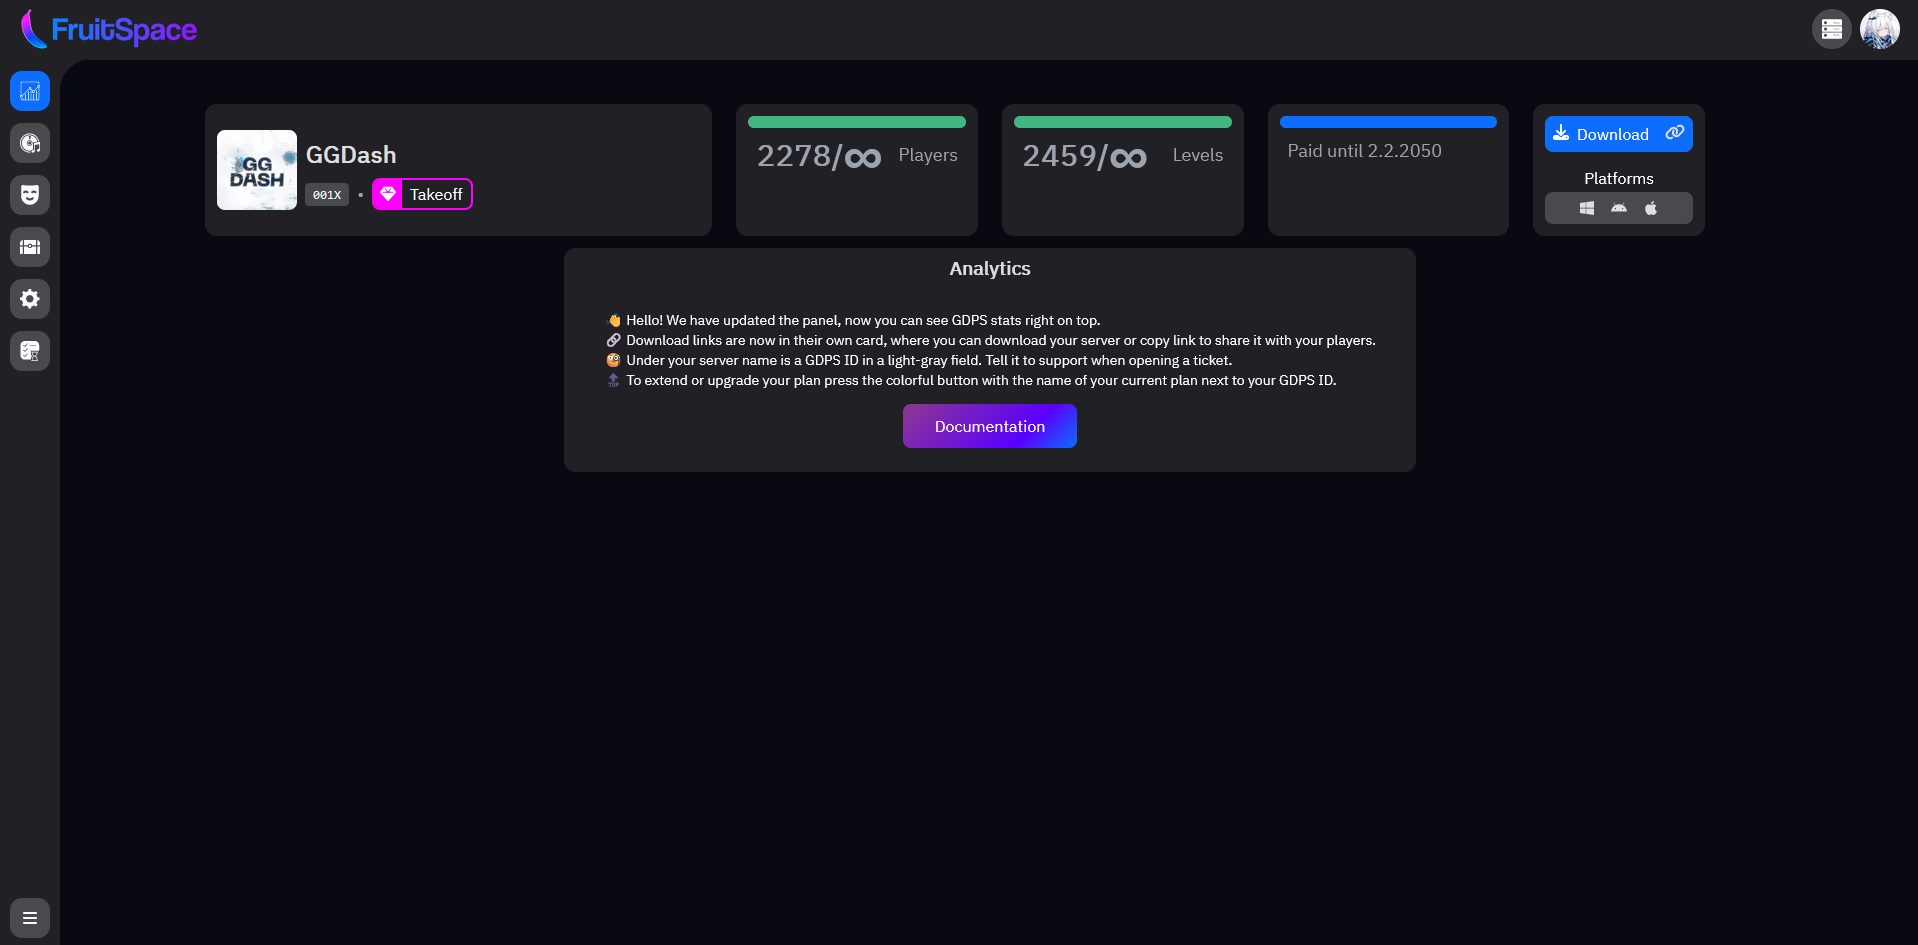 FruitSpace
GG
DASH
GGDash
001X • Takeoff
2278/∞ Players
2459/∞ Levels
Paid until 2.2.2050
Download
Platforms
Analytics
👋 Hello! We have updated the panel, now you can see GDPS stats right on top.
🔗 Download links are now in their own card, where you can download your server or copy link to share it with your players.
Under your server name is a GDPS ID in a light-gray field. Tell it to support when opening a ticket.
🔝 To extend or upgrade your plan press the colorful button with the name of your current plan next to your GDPS ID.
Documentation